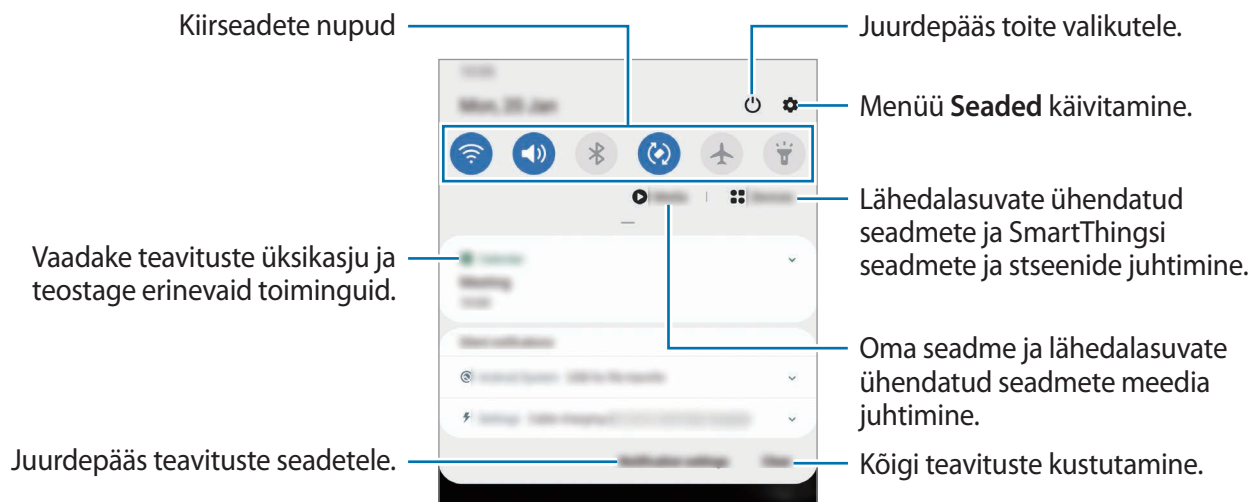 Kiirseadete nupud
Juurdepääs toite valikutele.
Menüü Seaded käivitamine.
Lähedalasuvate ühendatud
seadmete ja SmartThingsi
seadmete ja stseenide juhtimine.
Vaadake teavituste üksikasju ja
teostage erinevaid toiminguid.
Oma seadme ja lähedalasuvate
ühendatud seadmete meedia
juhtimine.
Juurdepääs teavituste seadetele.
Kõigi teavituste kustutamine.